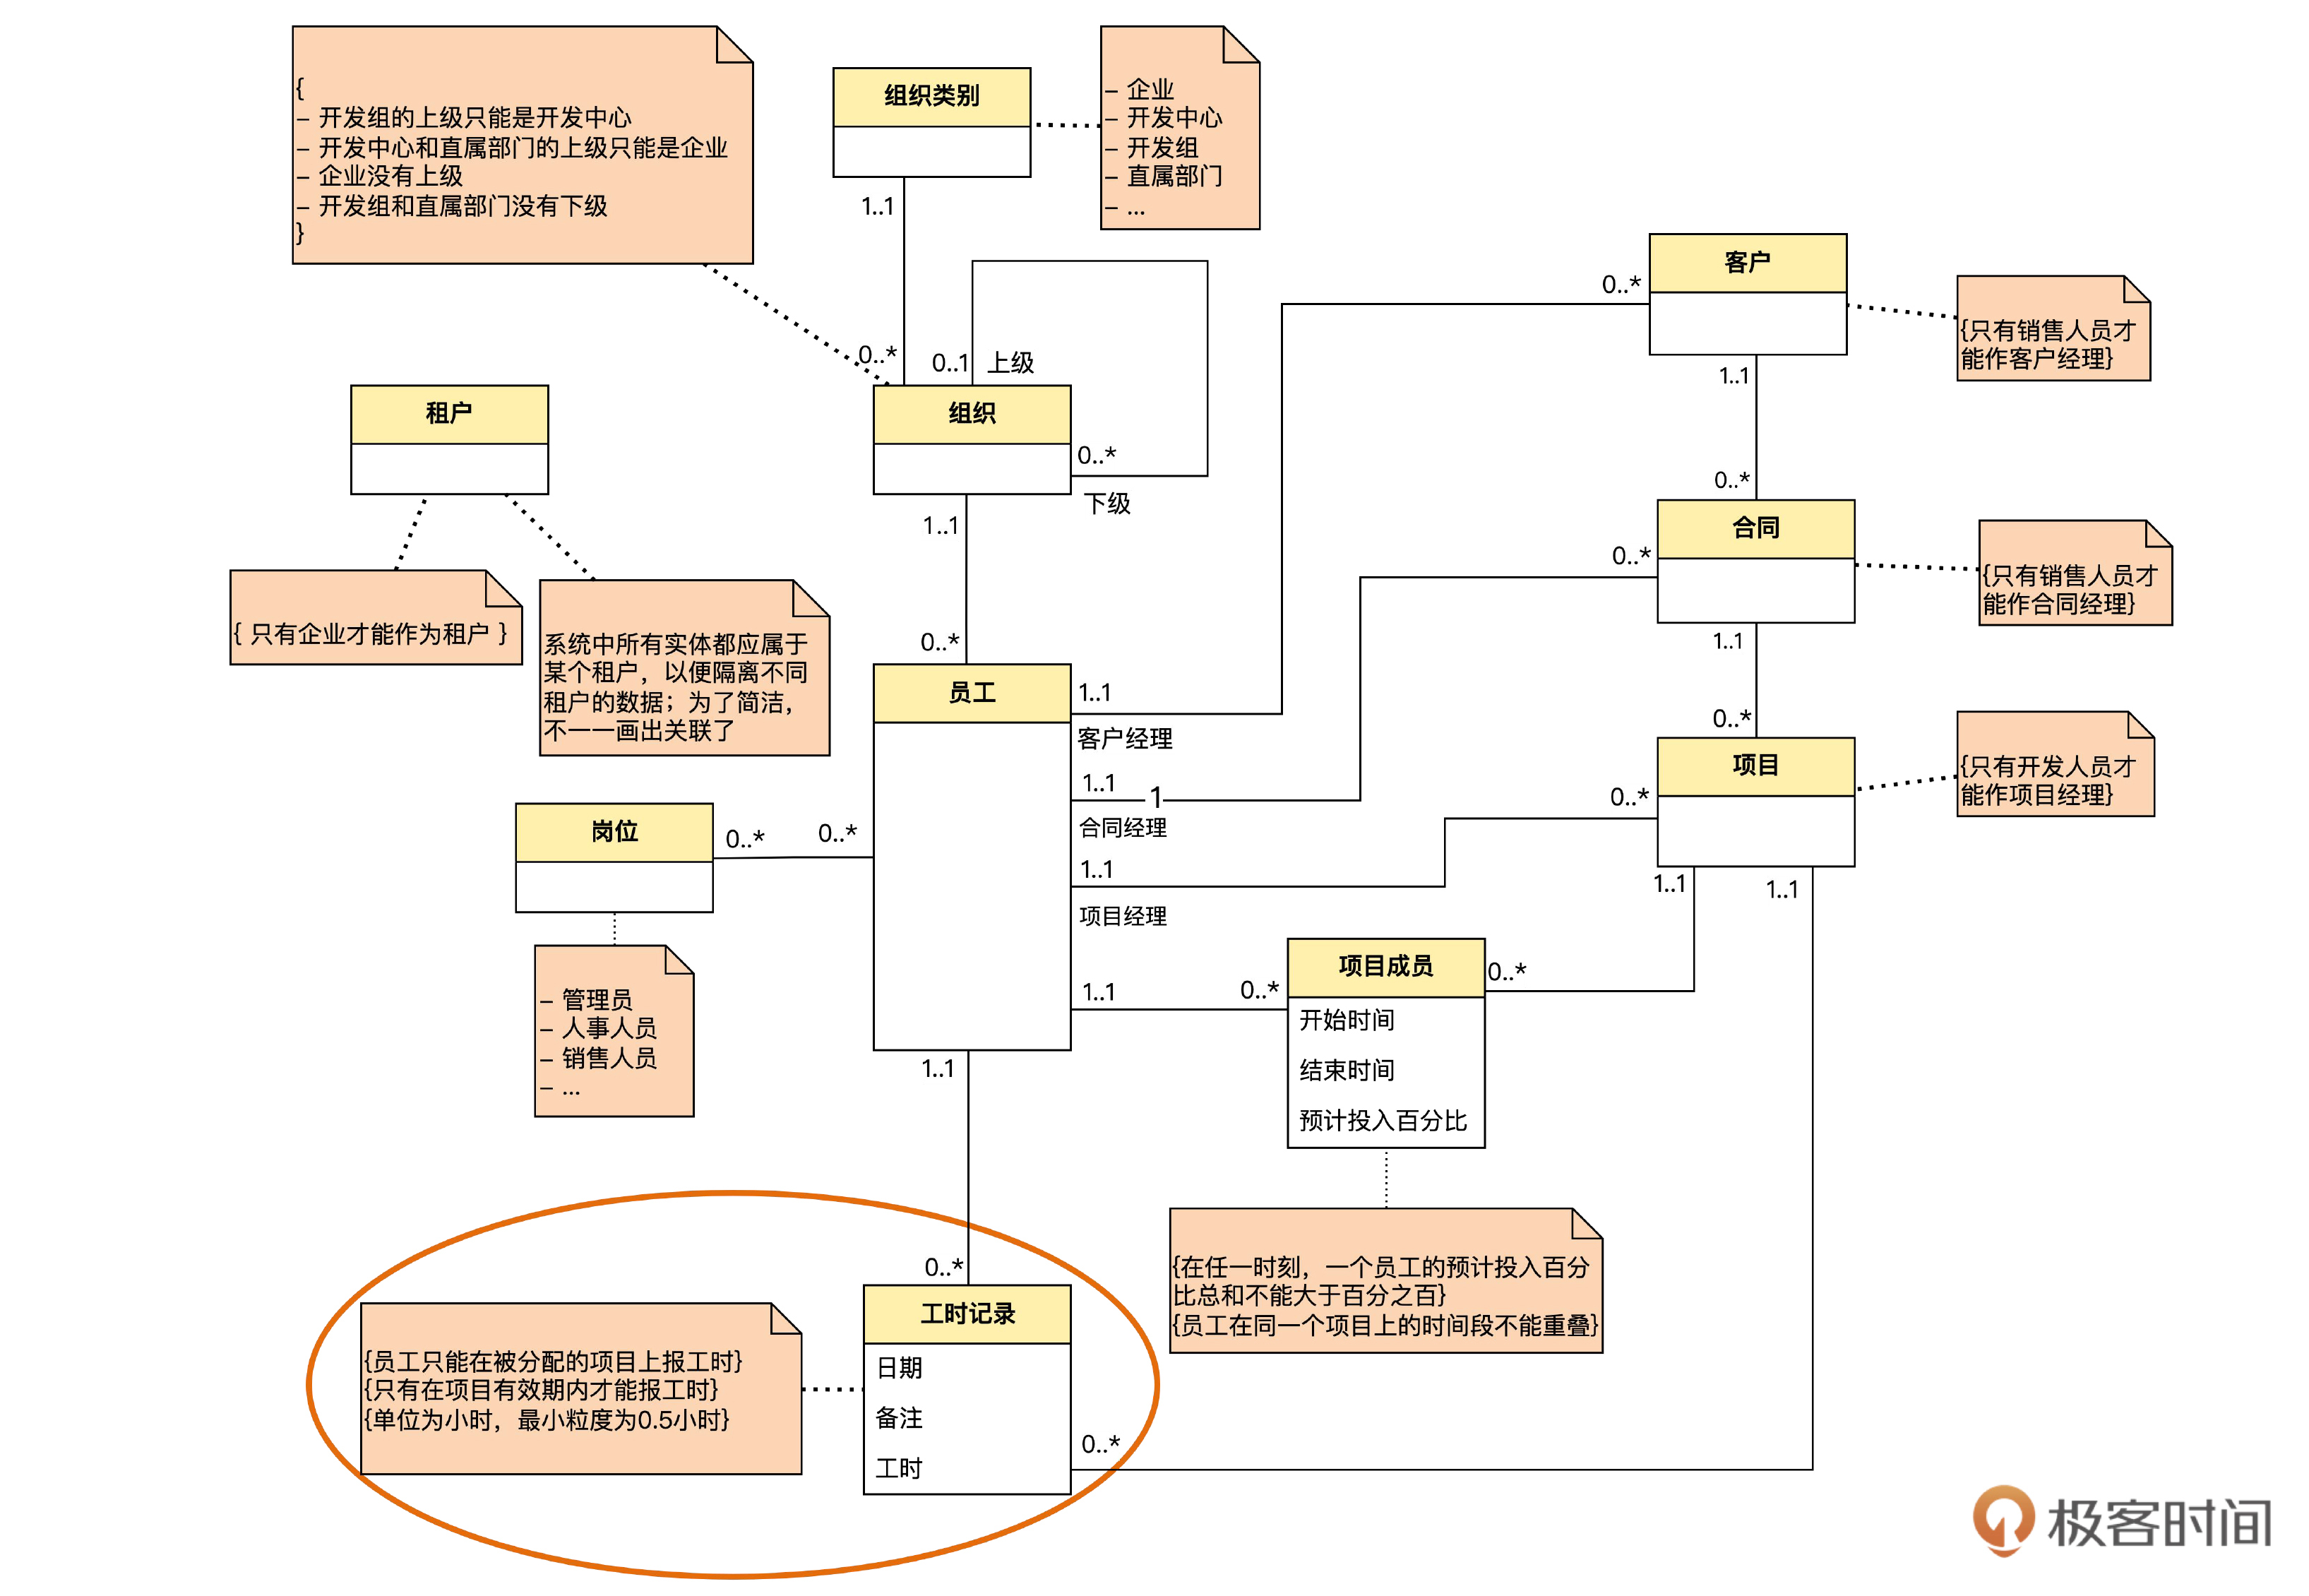 {
– 开发组的上级只能是开发中心
– 开发中心和直属部门的上级只能是企业
– 企业没有上级
– 开发组和直属部门没有下级
}
组织类别
– 企业
– 开发中心
– 开发组
– 直属部门
– ...
1..1
0..*
0..1
上级
组织
0..*
下级
1..1
租户
{ 只有企业才能作为租户 }
系统中所有实体都应属于
某个租户，以便隔离不同
租户的数据；为了简洁，
不一一画出关联了
0..*
客户
{只有销售人员才
能作客户经理}
1..1
0..*
0..*
合同
{只有销售人员才
能作合同经理}
1..1
0..*
0..*
员工
1..1
客户经理
1..1
1
合同经理
1..1
项目经理
1..1
0..*
项目
{只有开发人员才
能作项目经理}
1..1
1..1
岗位
0..*
0..*
– 管理员
– 人事人员
– 销售人员
– ...
0..*
项目成员
0..*
开始时间
结束时间
预计投入百分比
{在任一时刻，一个员工的预计投入百分
比总和不能大于百分之百}
{员工在同一个项目上的时间段不能重叠}
1..1
0..*
工时记录
日期
备注
工时
0..*
{员工只能在被分配的项目上报工时}
{只有在项目有效期内才能报工时}
{单位为小时，最小粒度为0.5小时}
极客时间